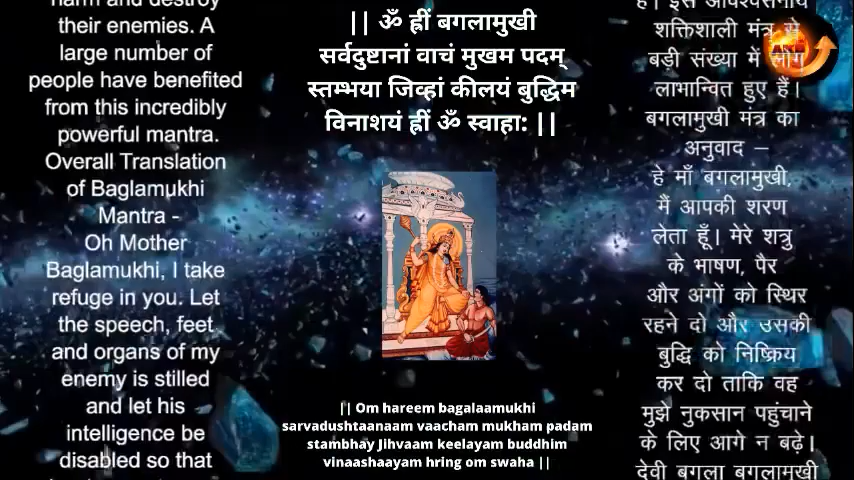 harm and destroy
their enemies. A
large number of
people have benefited
from this incredibly
powerful mantra.
Overall Translation
of Baglamukhi
Mantra -
Oh Mother
Baglamukhi, I take
refuge in you. Let
the speech, feet
and organs of my
enemy is stilled
and let his
intelligence be
disabled so that
|| ॐ ह्रीं बगलामुखी
सर्वदुष्टानां वाचं मुखम पदम्
स्तम्भया जिव्हां कीलयं बुद्धिम
विनाशयं ह्रीं ॐ स्वाहा: ||
|| Om hareem bagalaamukhi
sarvadushtaanaam vaacham mukham padam
stambhay Jihvaam keelayam buddhim
vinaashaayam hring om swaha ||
है। इस अविश्वसनीय
शक्तिशाली मंत्र से
बड़ी संख्या में लोग
लाभान्वित हुए हैं।
बगलामुखी मंत्र का
अनुवाद –
हे माँ बगलामुखी,
मैं आपकी शरण
लेता हूँ। मेरे शत्रु
के भाषण, पैर
और अंगों को स्थिर
रहने दो और उसकी
बुद्धि को निष्क्रिय
कर दो ताकि वह
मुझे नुकसान पहुंचाने
के लिए आगे न बढ़े।
देवी बगला बगलामुखी